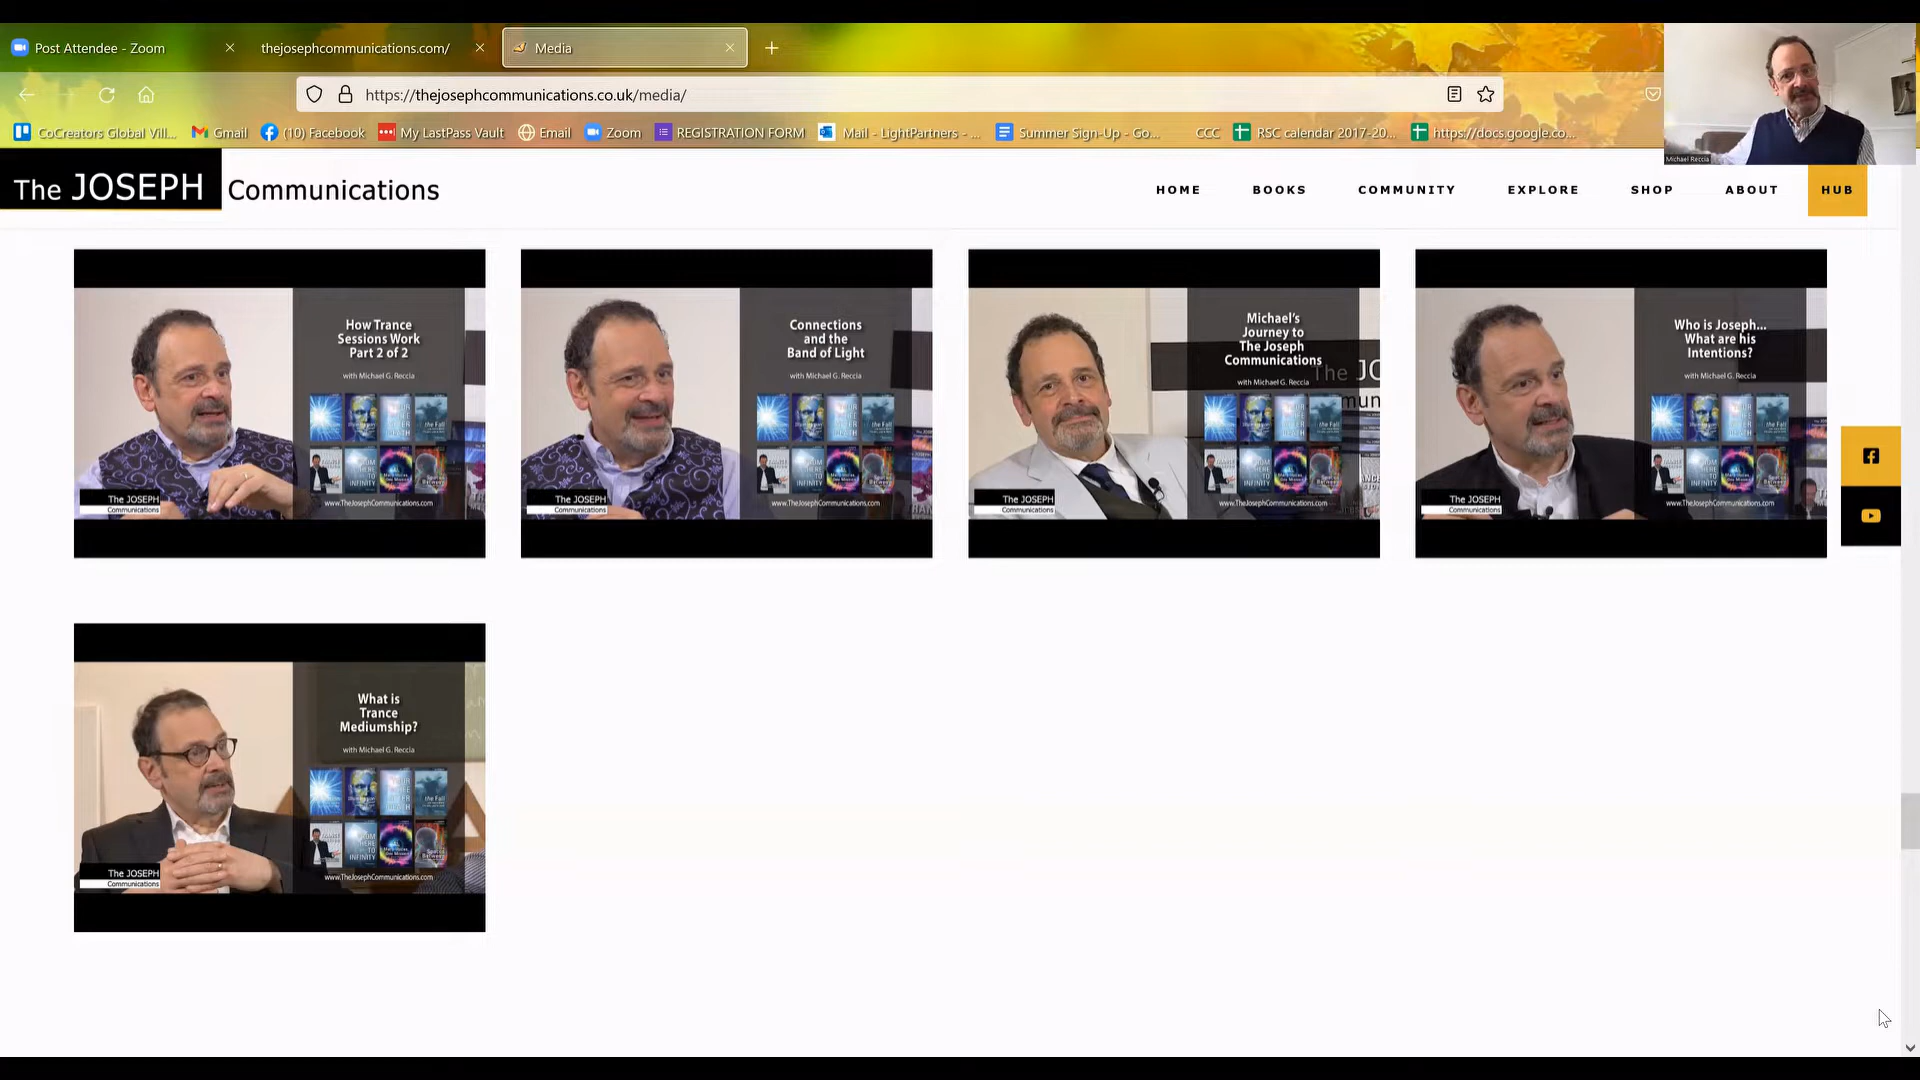 Post Attendee - Zoom
thejosephcommunications.com/
Media
https://thejosephcommunications.co.uk/media/
CoCreators Global Vill...
Gmail
(10) Facebook
My LastPass Vault
Email
Zoom
REGISTRATION FORM
Mail - LightPartners - ...
Summer Sign-Up - Go...
CCC
RSC calendar 2017-20...
https://docs.google.co...
Michael Reccia
The JOSEPH Communications
HOME
BOOKS
COMMUNITY
EXPLORE
SHOP
ABOUT
HUB
How Trance
Sessions Work
Part 2 of 2
with Michael G. Reccia
www.TheJosephCommunications.com
The JOSEPH
Communications
Connections
and the
Band of Light
with Michael G. Reccia
www.TheJosephCommunications.com
The JOSEPH
Communications
Michael's
Journey to
The Joseph
Communications
with Michael G. Reccia
www.TheJosephCommunications.com
The JOSEPH
Communications
Who is Joseph...
What are his
Intentions?
with Michael G. Reccia
www.TheJosephCommunications.com
The JOSEPH
Communications
What is
Trance
Mediumship?
with Michael G. Reccia
www.TheJosephCommunications.com
The JOSEPH
Communications